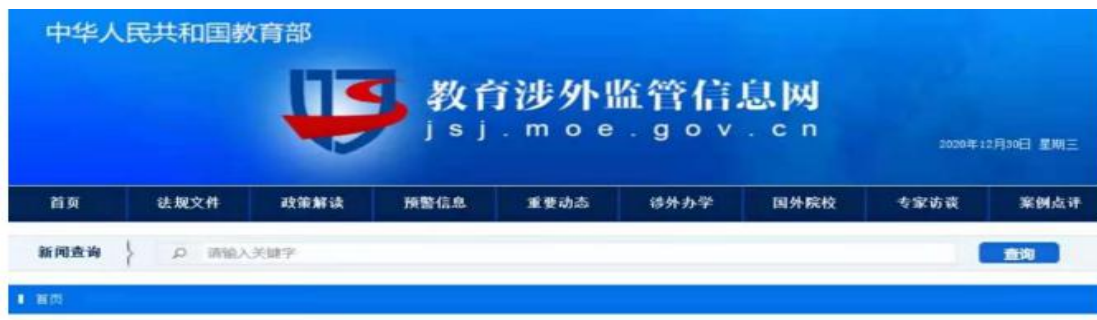 中华人民共和国教育部
教育涉外监管信息网
jsj.moe.gov.cn
2020年12月30日 星期三
首页 法规文件 政策解读 预警信息 重要动态 涉外办学 国外院校 专家访谈 案例点评
新闻查询 请输入关键字 查询
首页